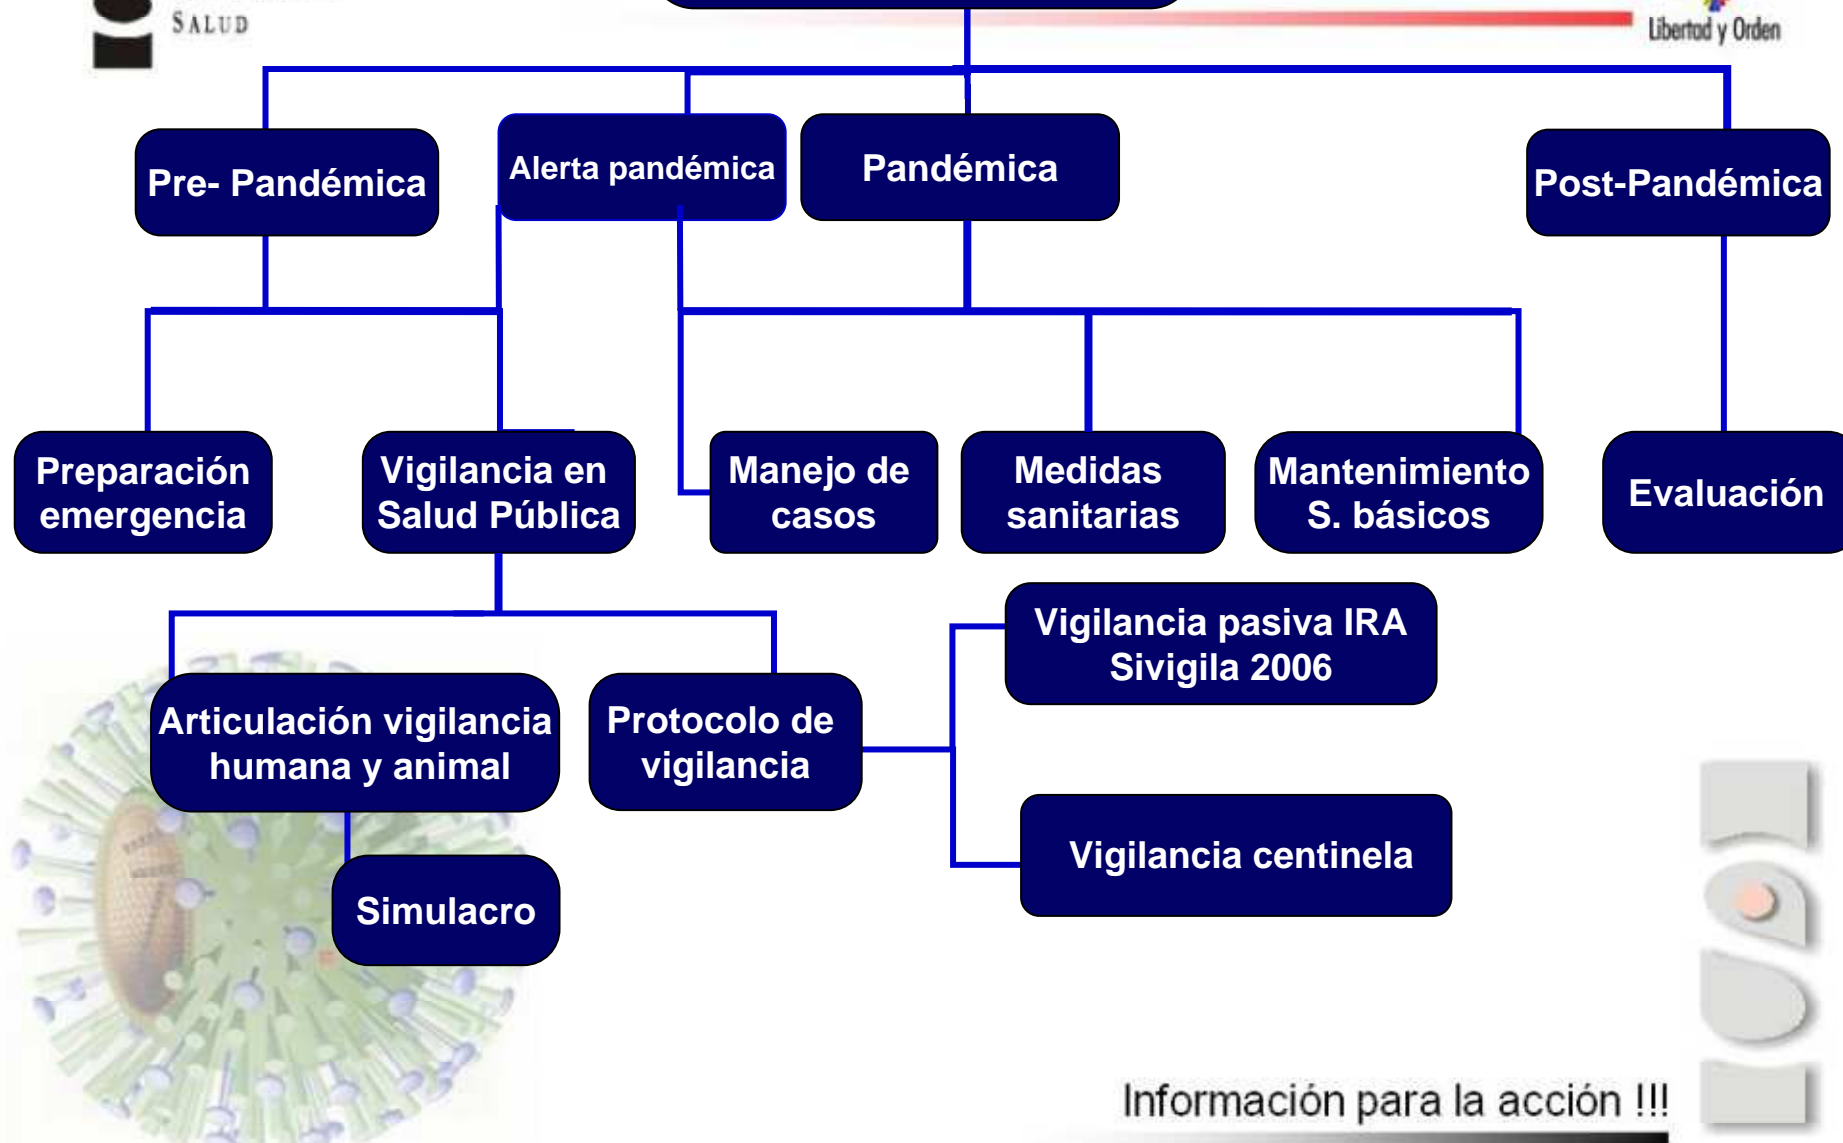 SALUD
Libertad y Orden
Pre- Pandémica
Alerta pandémica
Pandémica
Post-Pandémica
Preparación
emergencia
Vigilancia en
Salud Pública
Manejo de
casos
Medidas
sanitarias
Mantenimiento
S. básicos
Evaluación
Vigilancia pasiva IRA
Sivigila 2006
Articulación vigilancia
humana y animal
Protocolo de
vigilancia
Vigilancia centinela
Simulacro
Información para la acción !!!